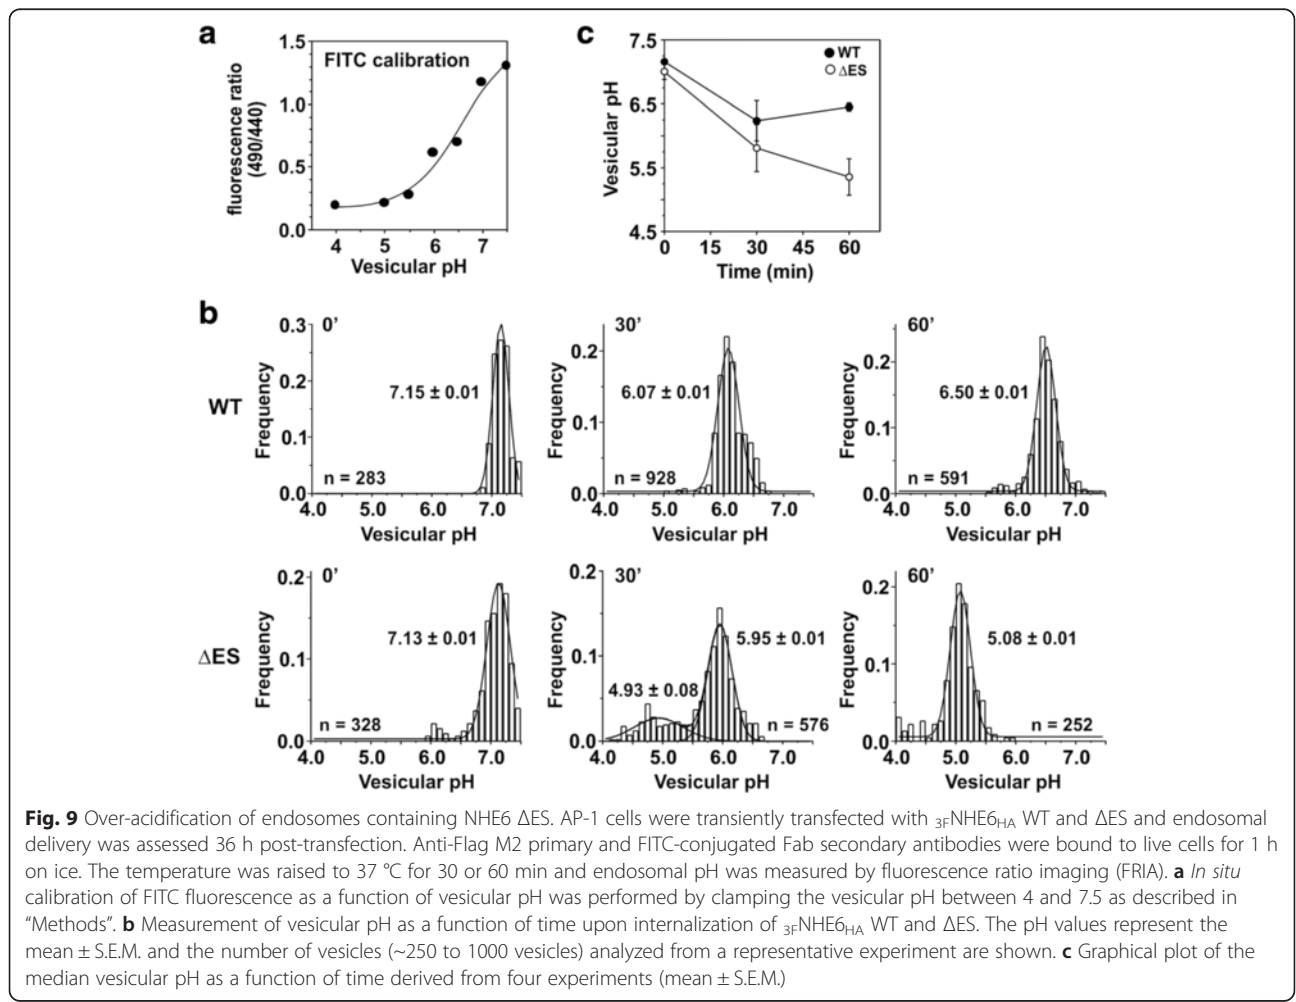 a
1.5
1.0
0.5
0.0
fluorescence ratio
(490/440)
FITC calibration
4 5 6 7
Vesicular pH
c
7.5
6.5
5.5
4.5
Vesicular pH
WT
ΔES
0 15 30 45 60
Time (min)
b
WT
0.3
0.2
0.1
0.0
Frequency
0’
7.15 ± 0.01
n = 283
4.0 5.0 6.0 7.0
Vesicular pH
0.2
0.1
0.0
Frequency
30’
6.07 ± 0.01
n = 928
4.0 5.0 6.0 7.0
Vesicular pH
0.2
0.1
0.0
Frequency
60’
6.50 ± 0.01
n = 591
4.0 5.0 6.0 7.0
Vesicular pH
ΔES
0.2
0.1
0.0
Frequency
0’
7.13 ± 0.01
n = 328
4.0 5.0 6.0 7.0
Vesicular pH
0.2
0.1
0.0
Frequency
30’
5.95 ± 0.01
4.93 ± 0.08
n = 576
4.0 5.0 6.0 7.0
Vesicular pH
0.2
0.1
0.0
Frequency
60’
5.08 ± 0.01
n = 252
4.0 5.0 6.0 7.0
Vesicular pH
Fig. 9 Over-acidification of endosomes containing NHE6 ΔES. AP-1 cells were transiently transfected with 3FNHE6HA WT and ΔES and endosomal
delivery was assessed 36 h post-transfection. Anti-Flag M2 primary and FITC-conjugated Fab secondary antibodies were bound to live cells for 1 h
on ice. The temperature was raised to 37 °C for 30 or 60 min and endosomal pH was measured by fluorescence ratio imaging (FRIA). a In situ
calibration of FITC fluorescence as a function of vesicular pH was performed by clamping the vesicular pH between 4 and 7.5 as described in
“Methods”. b Measurement of vesicular pH as a function of time upon internalization of 3FNHE6HA WT and ΔES. The pH values represent the
mean ± S.E.M. and the number of vesicles (~250 to 1000 vesicles) analyzed from a representative experiment are shown. c Graphical plot of the
median vesicular pH as a function of time derived from four experiments (mean ± S.E.M.)